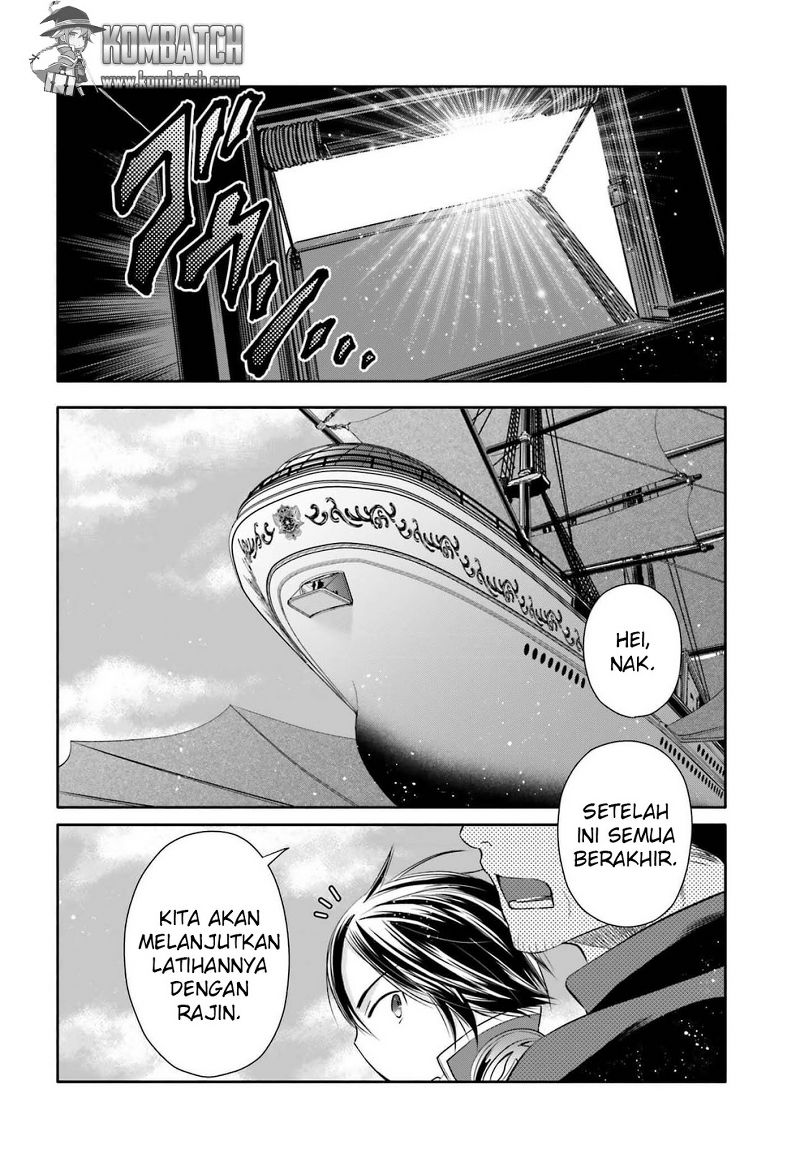 KOMBATCH
www.kombatch.com
HEI,
NAK.
SETELAH
INI SEMUA
BERAKHIR.
KITA AKAN
MELANJUTKAN
LATIHANNYA
DENGAN
RAJIN.